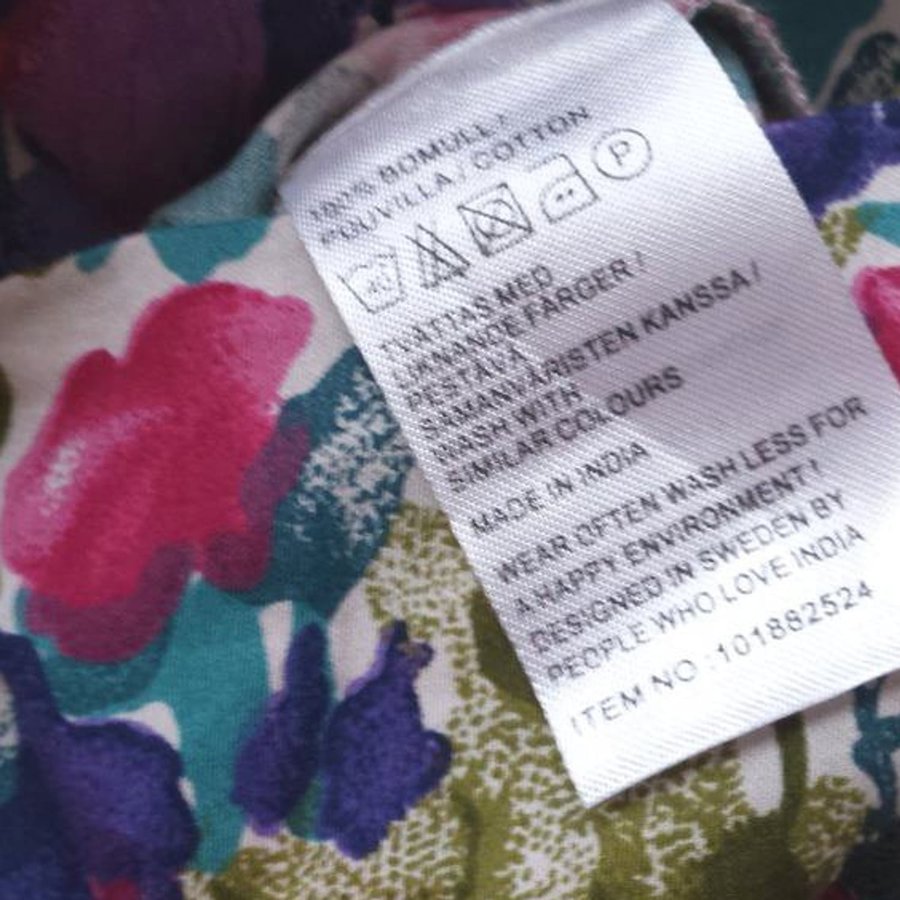 100% BOMULL /
PUUVILLA / COTTON
P
TVÄTTAS MED
LIKNANDE FÄRGER /
PESTÄVÄ
SAMANVÄRISTEN KANSSA /
WASH WITH
SIMILAR COLOURS
MADE IN INDIA
WEAR OFTEN WASH LESS FOR
A HAPPY ENVIRONMENT !
DESIGNED IN SWEDEN BY
PEOPLE WHO LOVE INDIA
ITEM NO : 101882524